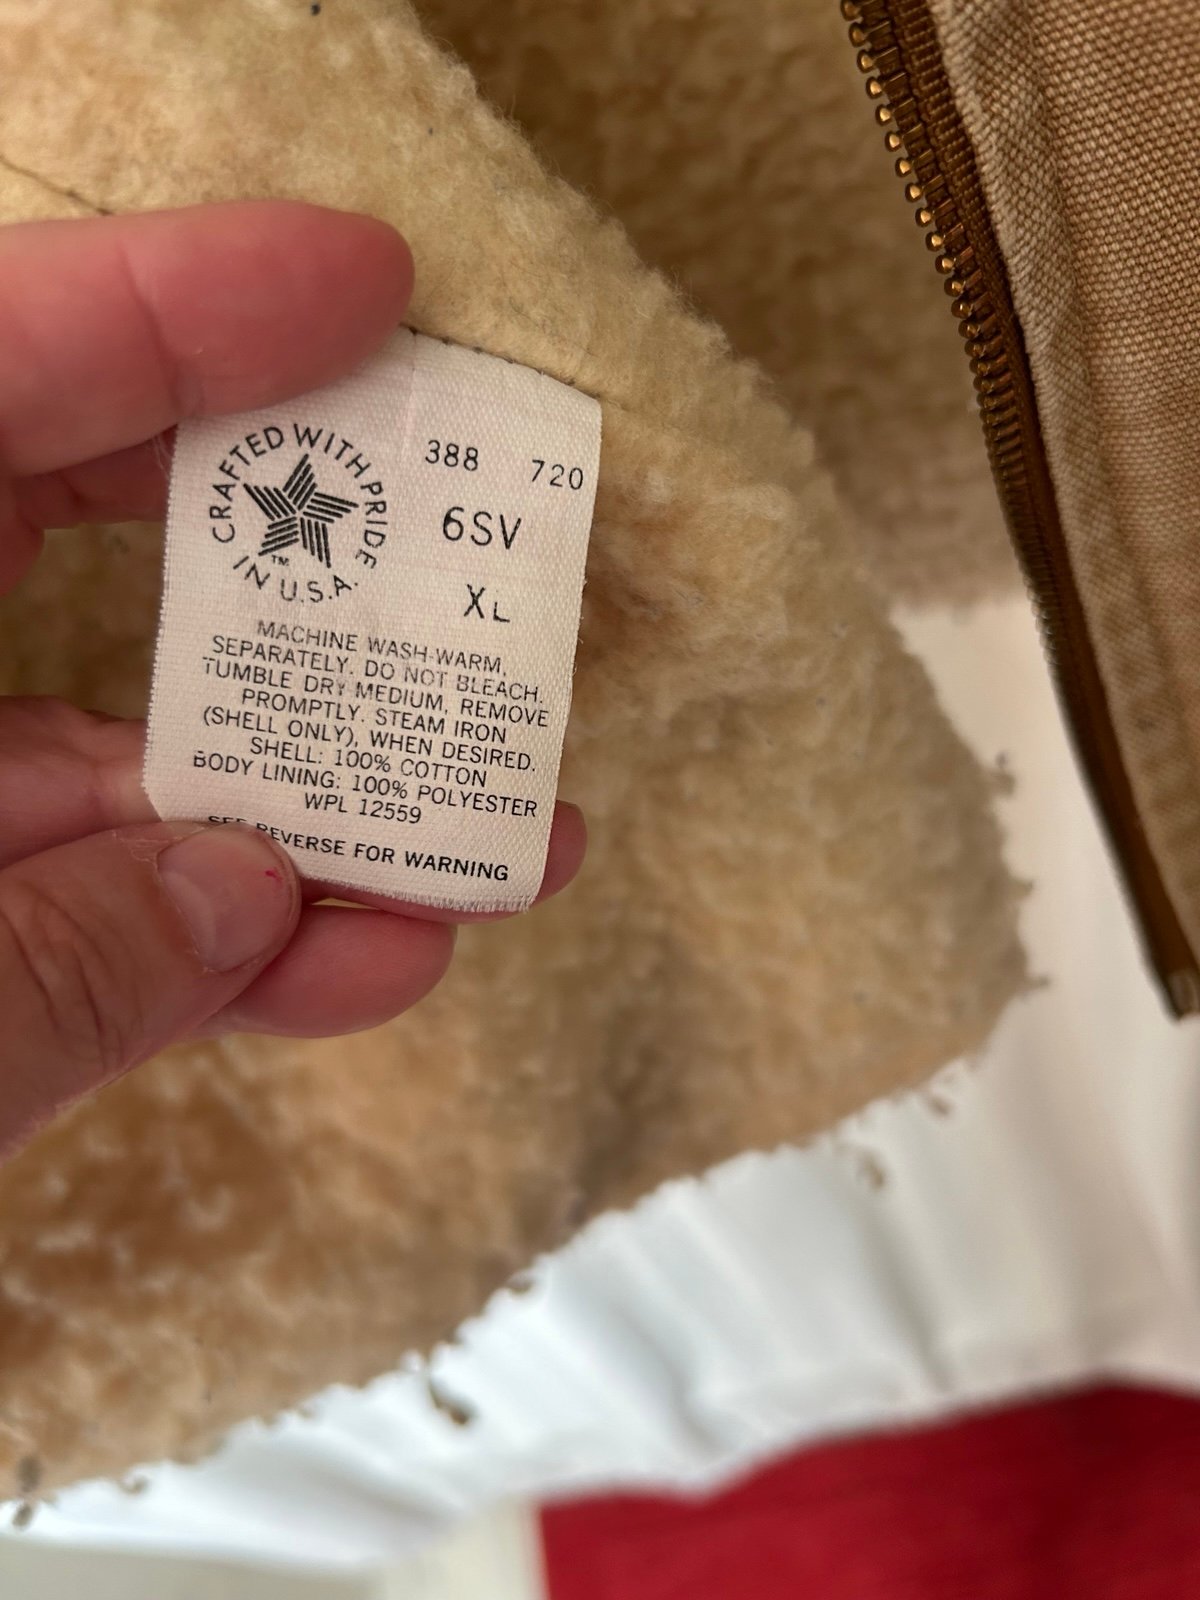 CRAFTED WITH PRIDE
IN U.S.A.
TM
388 720
6SV
XL
MACHINE WASH-WARM,
SEPARATELY. DO NOT BLEACH.
TUMBLE DRY MEDIUM, REMOVE
PROMPTLY. STEAM IRON
(SHELL ONLY), WHEN DESIRED.
SHELL: 100% COTTON
BODY LINING: 100% POLYESTER
WPL 12559
SEE REVERSE FOR WARNING